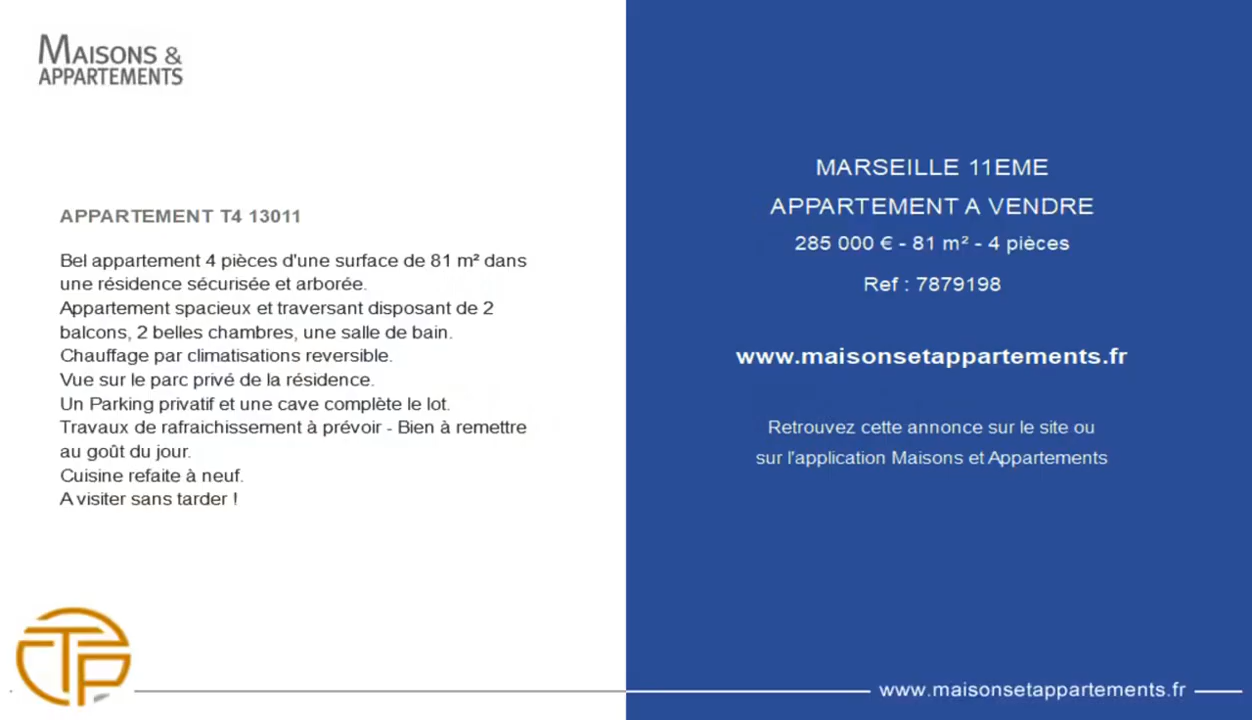 MAISONS &
APPARTEMENTS
APPARTEMENT T4 13011
Bel appartement 4 pièces d'une surface de 81 m² dans
une résidence sécurisée et arborée.
Appartement spacieux et traversant disposant de 2
balcons, 2 belles chambres, une salle de bain.
Chauffage par climatisations reversible.
Vue sur le parc privé de la résidence.
Un Parking privatif et une cave complète le lot.
Travaux de rafraichissement à prévoir - Bien à remettre
au goût du jour.
Cuisine refaite à neuf.
A visiter sans tarder !
MARSEILLE 11EME
APPARTEMENT A VENDRE
285 000 € - 81 m² - 4 pièces
Ref : 7879198
www.maisonsetappartements.fr
Retrouvez cette annonce sur le site ou
sur l'application Maisons et Appartements
www.maisonsetappartements.fr